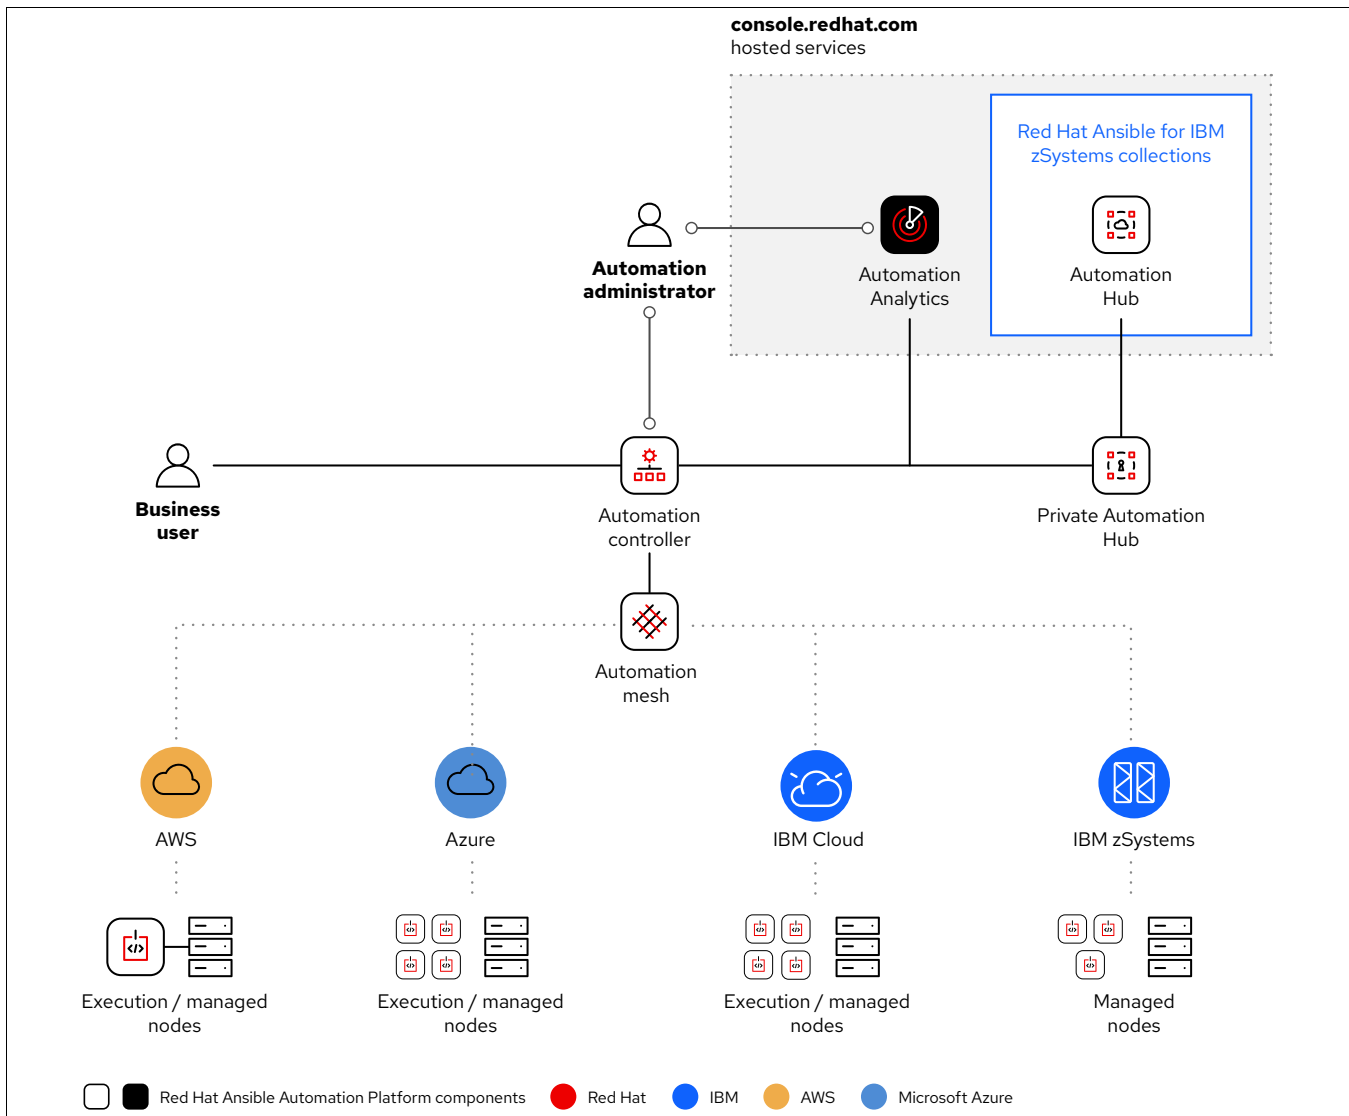 console.redhat.com
hosted services
Red Hat Ansible for IBM
zSystems collections
Automation
administrator
Automation
Analytics
Automation
Hub
Business
user
Automation
controller
Private Automation
Hub
Automation
mesh
AWS
Azure
IBM Cloud
IBM zSystems
Execution / managed
nodes
Execution / managed
nodes
Execution / managed
nodes
Managed
nodes
Red Hat Ansible Automation Platform components
Red Hat
IBM
AWS
Microsoft Azure